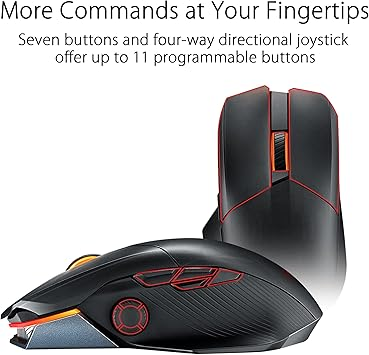 More Commands at Your Fingertips
Seven buttons and four-way directional joystick
offer up to 11 programmable buttons